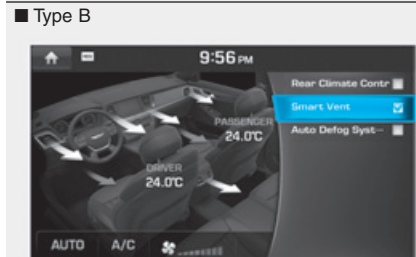 ■ Type B
9:56 PM
Rear Climate Contr
Smart Vent
Auto Defog Syst--
PASSENGER
24.0℃
DRIVER
24.0℃
AUTO A/C